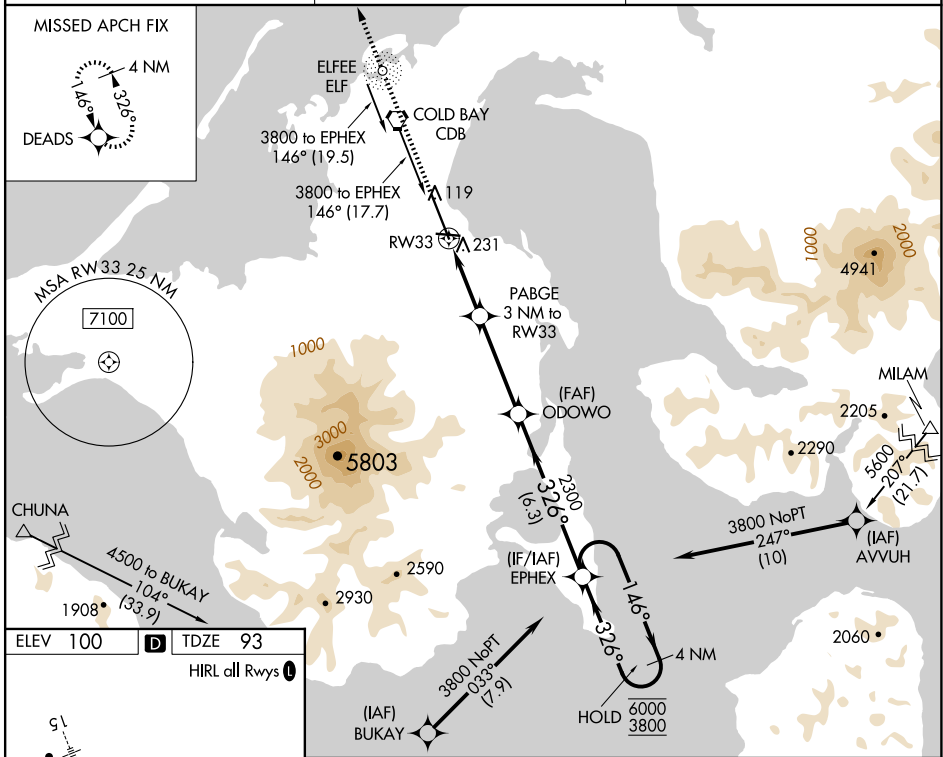 MISSED APCH FIX
4 NM
146°
326°
DEADS
ELFEE
ELF
COLD BAY
CDB
3800 to EPHEX
146° (19.5)
3800 to EPHEX
146° (17.7)
119
RW33
231
PABGE
3 NM to
RW33
1000
2000
4941
MSA RW33 25 NM
7100
1000
3000
2000
5803
(FAF)
ODOWO
MILAM
2205
2290
5600
207°
(21.7)
2300
326°
(6.3)
3800 NoPT
247°
(10)
(IAF)
AVVUH
CHUNA
4500 to BUKAY
104°
(33.9)
1908
2590
2930
(IF/IAF)
EPHEX
146°
326°
4 NM
HOLD
6000
3800
2060
3800 NoPT
033°
(7.9)
(IAF)
BUKAY
ELEV 100 D TDZE 93
HIRL all Rwys L
15